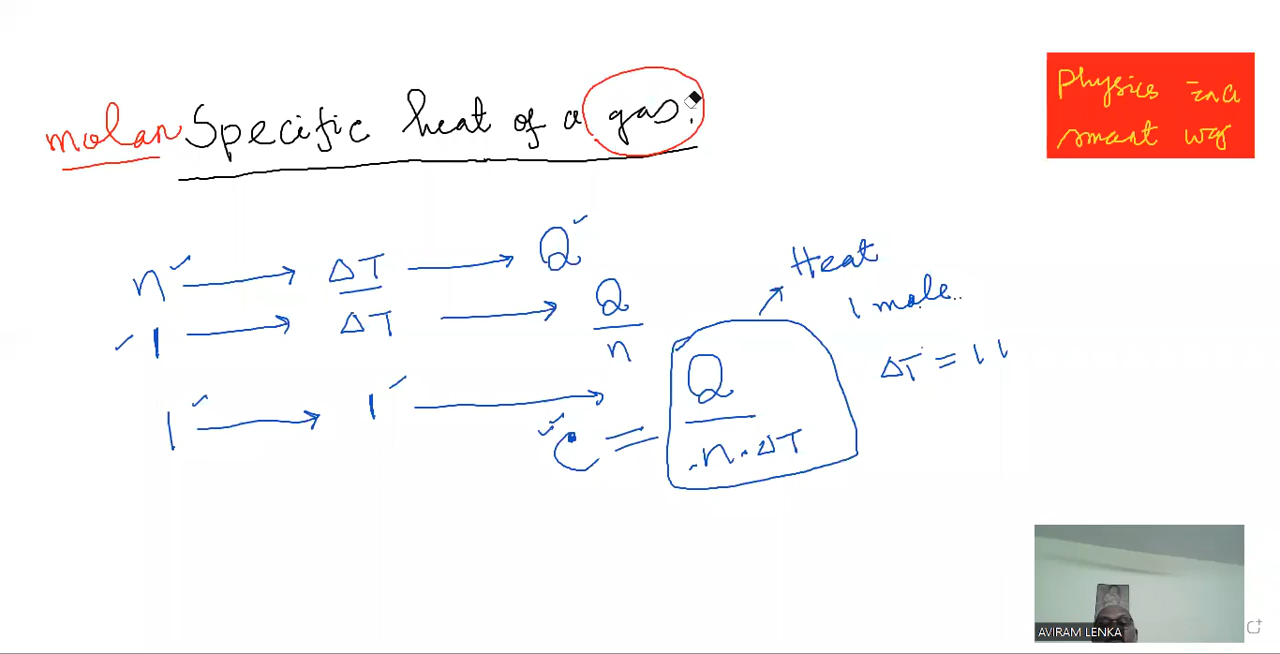 molar Specific heat of a gas:
Physics in a
smart way
n → ΔT → Q
1 → ΔT → Q/n
1 → 1 → C = Q/n·ΔT
Heat
1 mole
ΔT = 1
AVIRAM LENKA